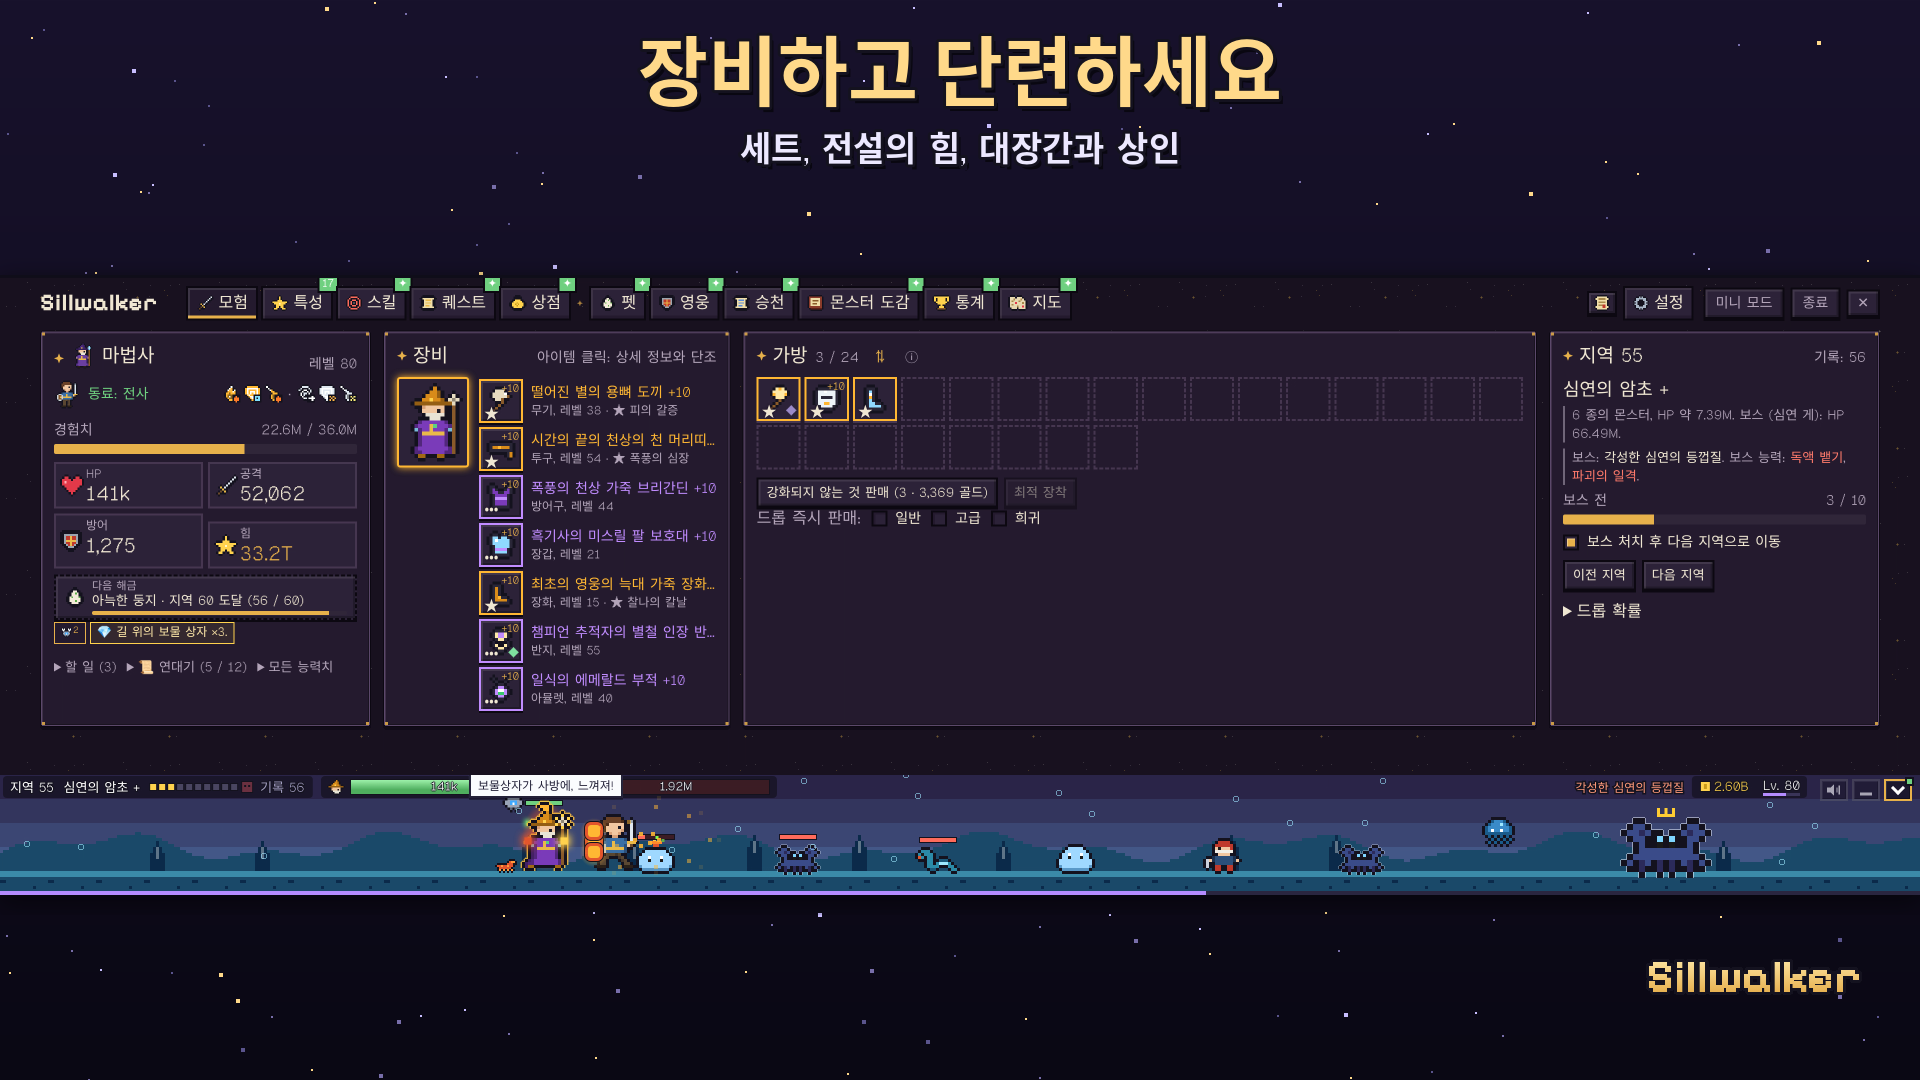 장비하고 단련하세요
세트, 전설의 힘, 대장간과 상인
Sillwalker
모험
특성
17
스킬
퀘스트
상점
펫
영웅
승천
몬스터 도감
통계
지도
설정
미니 모드
종료
×
마법사
레벨 80
동료: 전사
경험치
22.6M / 36.0M
HP
141k
공격
52,062
방어
1,275
힘
33.2T
다음 해금
아늑한 둥지 · 지역 60 도달 (56 / 60)
2
길 위의 보물 상자 ×3.
▶ 할 일 (3)
▶ 연대기 (5 / 12)
▶ 모든 능력치
장비
아이템 클릭: 상세 정보와 단조
+10
떨어진 별의 용뼈 도끼 +10
무기, 레벨 38 · ★ 피의 갈증
+10
시간의 끝의 천상의 천 머리띠...
투구, 레벨 54 · ★ 폭풍의 심장
+10
폭풍의 천상 가죽 브리간딘 +10
방어구, 레벨 44
+10
흑기사의 미스릴 팔 보호대 +10
장갑, 레벨 21
+10
최초의 영웅의 늑대 가죽 장화...
장화, 레벨 15 · ★ 찰나의 칼날
+10
챔피언 추적자의 별철 인장 반...
반지, 레벨 55
+10
일식의 에메랄드 부적 +10
아뮬렛, 레벨 40
가방 3 / 24
+10
강화되지 않는 것 판매 (3 · 3,369 골드)
최적 장착
드롭 즉시 판매:
일반
고급
희귀
지역 55
기록: 56
심연의 암초 +
6 종의 몬스터, HP 약 7.39M. 보스 (심연 게): HP
66.49M.
보스: 각성한 심연의 등껍질. 보스 능력: 독액 뱉기,
파괴의 일격.
보스 전
3 / 10
보스 처치 후 다음 지역으로 이동
이전 지역
다음 지역
▶ 드롭 확률
지역 55 심연의 암초 +
기록 56
141k
보물상자가 사방에, 느껴져!
1.92M
각성한 심연의 등껍질
2.60B
Lv. 80
Sillwalker